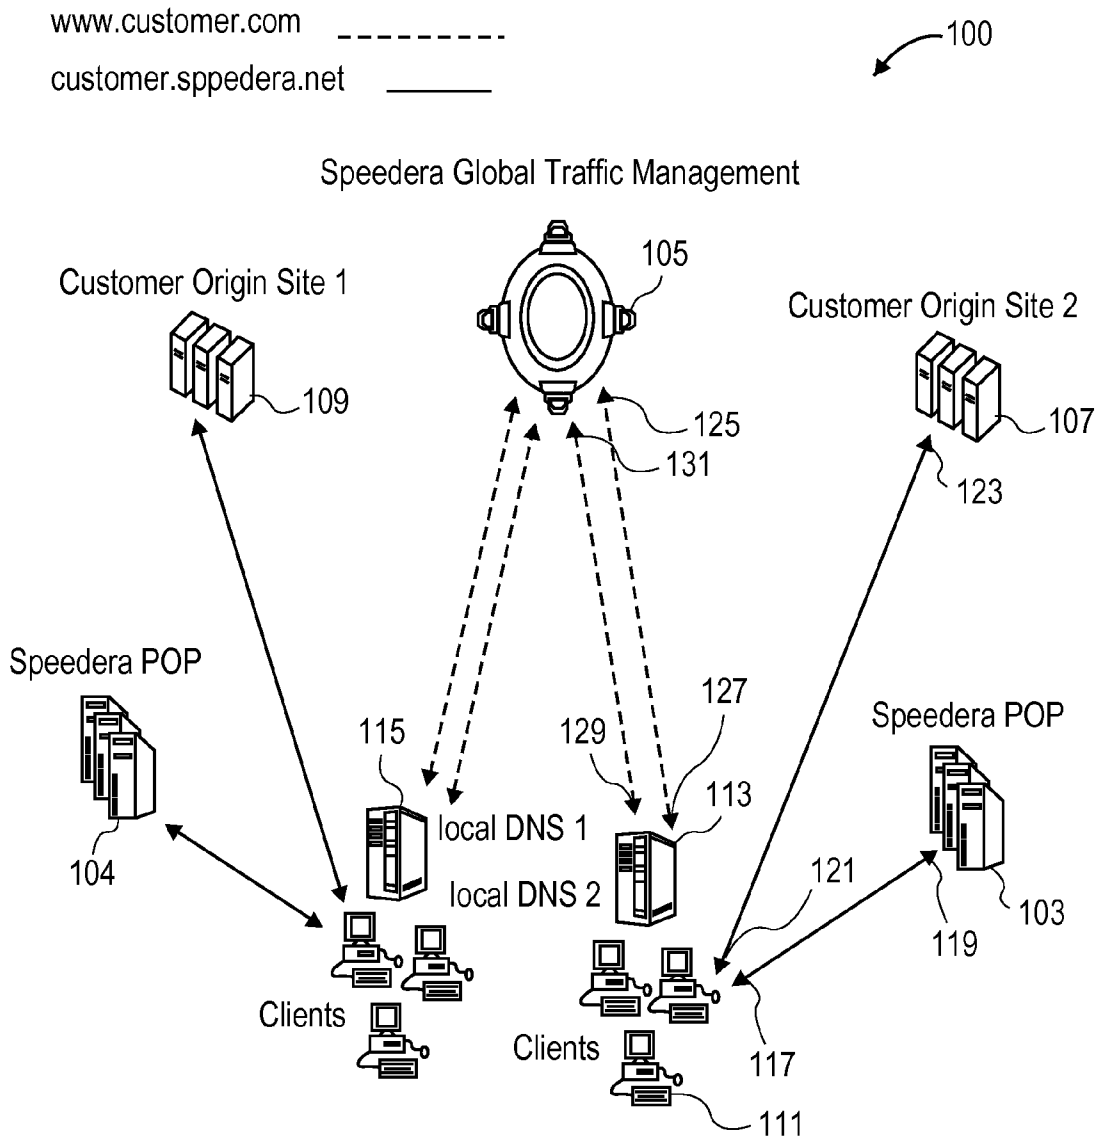 www.customer.com
100
customer.sppedera.net
Speedera Global Traffic Management
105
Customer Origin Site 1
Customer Origin Site 2
109
125
107
131
123
Speedera POP
127
Speedera POP
115
129
113
local DNS 1
104
121
local DNS 2
103
119
Clients
Clients
117
111